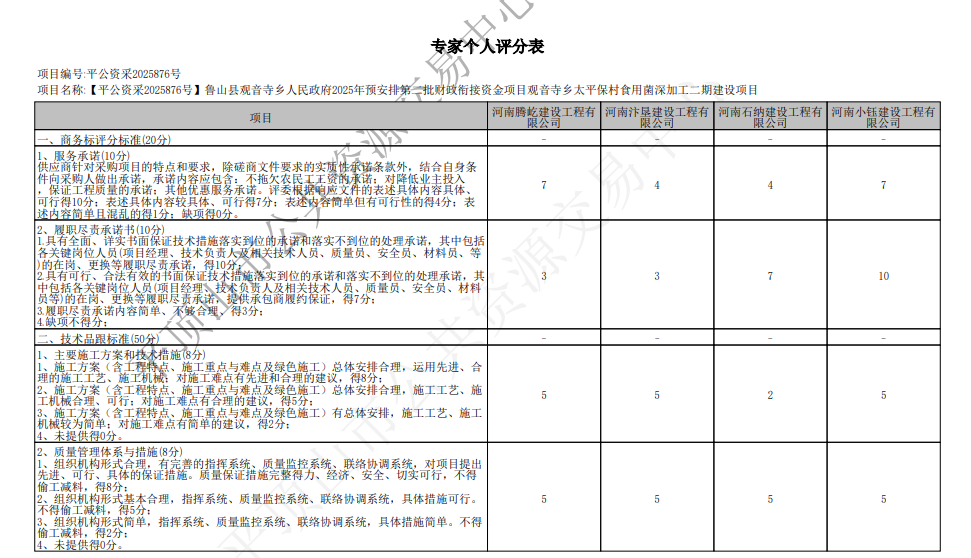 专家个人评分表
项目编号:平公资采2025876号
项目名称:【平公资采2025876号】鲁山县观音寺乡人民政府2025年预安排第二批财政衔接资金项目观音寺乡太平保村食用菌深加工二期建设项目
项目 河南腾屹建设工程有限公司 河南汴垦建设工程有限公司 河南石纳建设工程有限公司 河南小钰建设工程有限公司
一、商务标评分标准(20分) - - - -
1、服务承诺(10分)
供应商针对采购项目的特点和要求，除磋商文件要求的实质性承诺条款外，结合自身条
件向采购人做出承诺，承诺内容应包含：不拖欠农民工工资的承诺；对降低业主投入
，保证工程质量的承诺；其他优惠服务承诺。评委根据响应文件的表述具体内容具体、
可行得10分；表述具体内容较具体、可行得7分；表述内容简单但有可行性的得4分；表
述内容简单且混乱的得1分；缺项得0分。
7 4 4 7
2、履职尽责承诺书(10分)
1.具有全面、详实书面保证技术措施落实到位的承诺和落实不到位的处理承诺，其中包括
各关键岗位人员(项目经理、技术负责人及相关技术人员、质量员、安全员、材料员、等
)的在岗、更换等履职尽责承诺，得10分；
2.具有可行、合法有效的书面保证技术措施落实到位的承诺和落实不到位的处理承诺，其
中包括各关键岗位人员(项目经理、技术负责人及相关技术人员、质量员、安全员、材料
员等)的在岗、更换等履职尽责承诺，提供承包商履约保证，得7分；
3.履职尽责承诺内容简单、不够合理、得3分；
4.缺项不得分；
3 3 7 10
二、技术品跟标准(50分) - - - -
1、主要施工方案和技术措施(8分)
1、施工方案（含工程特点、施工重点与难点及绿色施工）总体安排合理，运用先进、合
理的施工工艺、施工机械；对施工难点有先进和合理的建议，得8分；
2、施工方案（含工程特点、施工重点与难点及绿色施工）总体安排合理，施工工艺、施
工机械合理、可行；对施工难点有合理的建议，得5分；
3、施工方案（含工程特点、施工重点与难点及绿色施工）有总体安排，施工工艺、施工
机械较为简单；对施工难点有简单的建议，得2分；
4、未提供得0分。
5 5 2 5
2、质量管理体系与措施(8分)
1、组织机构形式合理，有完善的指挥系统、质量监控系统、联络协调系统，对项目提出
先进、可行、具体的保证措施。质量保证措施完整得力、经济、安全、切实可行，不得
偷工减料，得8分；
2、组织机构形式基本合理，指挥系统、质量监控系统、联络协调系统，具体措施可行。
不得偷工减料，得5分；
3、组织机构形式简单，指挥系统、质量监控系统、联络协调系统，具体措施简单。不得
偷工减料，得2分；
4、未提供得0分。
5 5 5 5
平顶山市公共资源交易中心
平顶山市公共资源交易中心